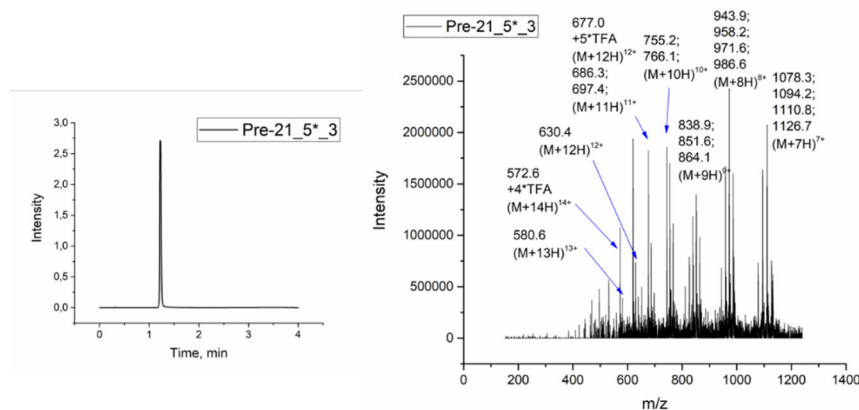 Pre-21_5*_3
3,0
2,5
2,0
1,5
1,0
0,5
0,0
Intensity
0
1
2
3
4
Time, min
Pre-21_5*_3
677.0
+5*TFA
(M+12H)12+
686.3;
697.4;
(M+11H)11+
755.2;
766.1;
(M+10H)10+
943.9;
958.2;
971.6;
986.6
(M+8H)8+
1078.3;
1094.2;
1110.8;
1126.7
(M+7H)7+
838.9;
851.6;
864.1
(M+9H)9+
630.4
(M+12H)12+
572.6
+4*TFA
(M+14H)14+
580.6
(M+13H)13+
2500000
2000000
1500000
1000000
500000
0
Intensity
0
200
400
600
800
1000
1200
1400
m/z